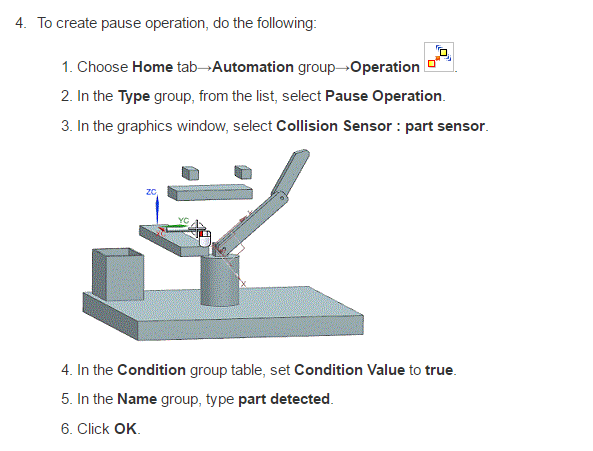 4. To create pause operation, do the following:
1. Choose Home tab→Automation group→Operation .
2. In the Type group, from the list, select Pause Operation.
3. In the graphics window, select Collision Sensor : part sensor.
ZC
YC
X
4. In the Condition group table, set Condition Value to true.
5. In the Name group, type part detected.
6. Click OK.